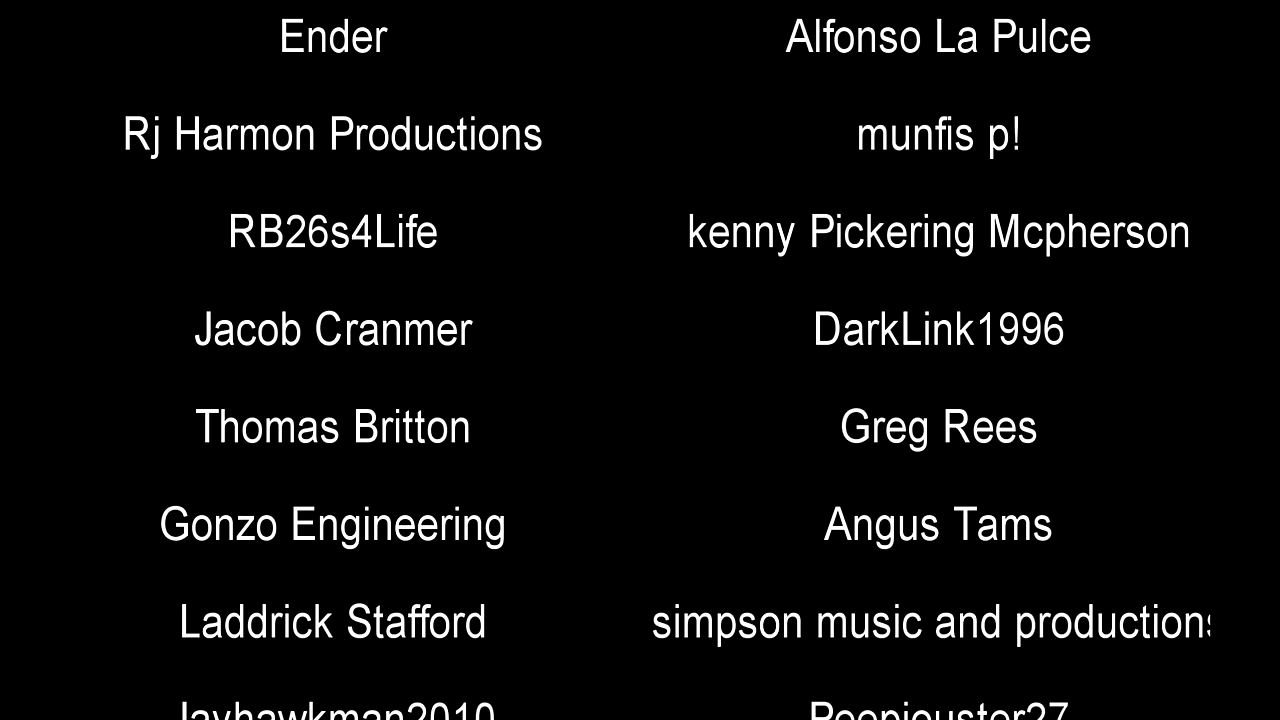 Ender
Alfonso La Pulce
Rj Harmon Productions
munfis p!
RB26s4Life
kenny Pickering Mcpherson
Jacob Cranmer
DarkLink1996
Thomas Britton
Greg Rees
Gonzo Engineering
Angus Tams
Laddrick Stafford
simpson music and productions
Jayhawkman2010